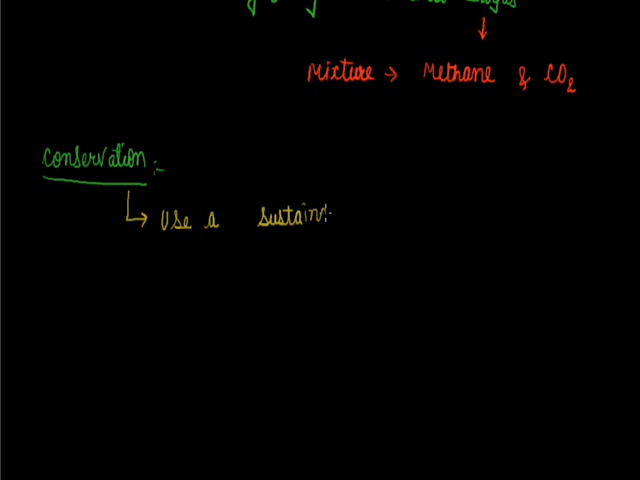 Mixture → Methane & CO₂
Conservation :-
↳ Use a sustain